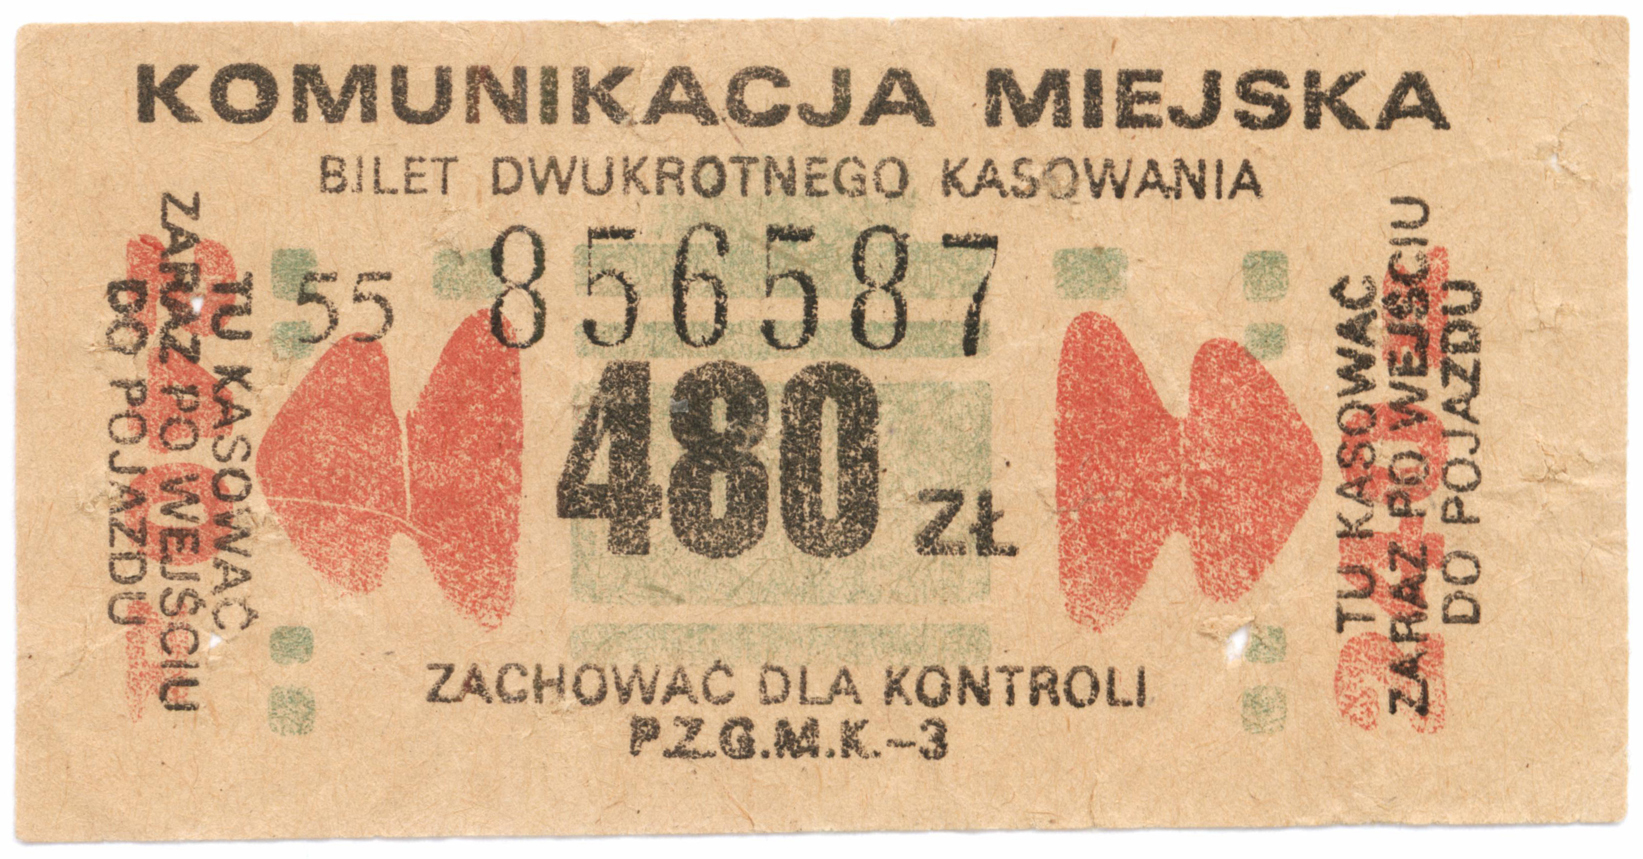 KOMUNIKACJA MIEJSKA
BILET DWUKROTNEGO KASOWANIA
55 856587
480 ZŁ
ZACHOWAĆ DLA KONTROLI
P.Z.G.M.K.-3
TU KASOWAĆ
ZARAZ PO WEJŚCIU
DO POJAZDU
TU KASOWAĆ
ZARAZ PO WEJŚCIU
DO POJAZDU